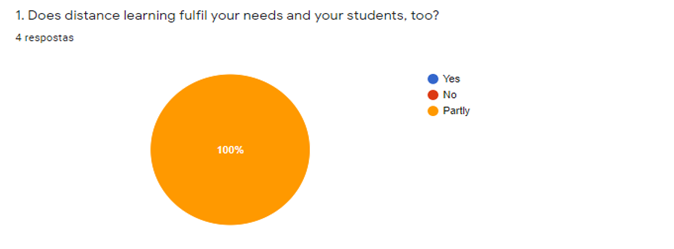 1. Does distance learning fulfil your needs and your students, too?
4 respostas
Yes
No
Partly
100%